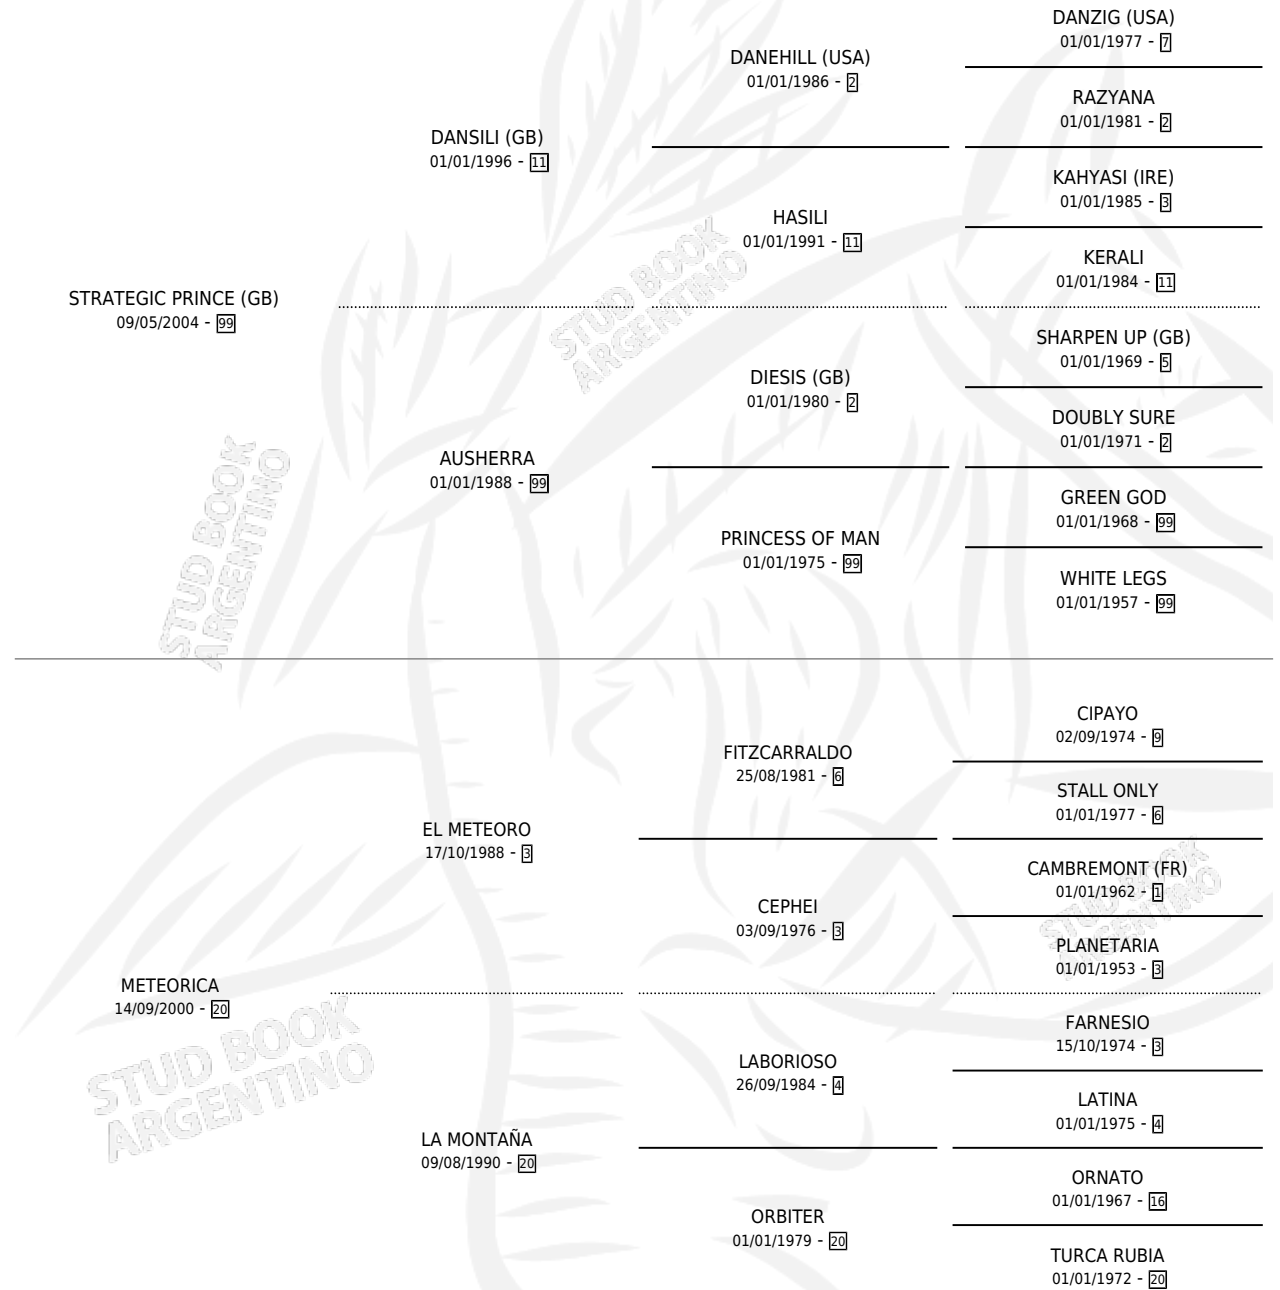 DANZIG (USA)
01/01/1977 - 7
DANEHILL (USA)
01/01/1986 - 2
RAZYANA
01/01/1981 - 2
DANSILI (GB)
01/01/1996 - 11
KAHYASI (IRE)
01/01/1985 - 3
HASILI
01/01/1991 - 11
KERALI
01/01/1984 - 11
STRATEGIC PRINCE (GB)
09/05/2004 - 99
SHARPEN UP (GB)
01/01/1969 - 5
DIESIS (GB)
01/01/1980 - 2
DOUBLY SURE
01/01/1971 - 2
AUSHERRA
01/01/1988 - 99
GREEN GOD
01/01/1968 - 99
PRINCESS OF MAN
01/01/1975 - 99
WHITE LEGS
01/01/1957 - 99
CIPAYO
02/09/1974 - 9
FITZCARRALDO
25/08/1981 - 6
STALL ONLY
01/01/1977 - 6
EL METEORO
17/10/1988 - 3
CAMBREMONT (FR)
01/01/1962 - 1
CEPHEI
03/09/1976 - 3
PLANETARIA
01/01/1953 - 3
METEORICA
14/09/2000 - 20
FARNESIO
15/10/1974 - 3
LABORIOSO
26/09/1984 - 4
LATINA
01/01/1975 - 4
LA MONTAÑA
09/08/1990 - 20
ORNATO
01/01/1967 - 16
ORBITER
01/01/1979 - 20
TURCA RUBIA
01/01/1972 - 20
STUD BOOK
ARGENTINO
STUD BOOK
ARGENTINO
STUD BOOK
ARGENTINO
STUD BOOK
ARGENTINO